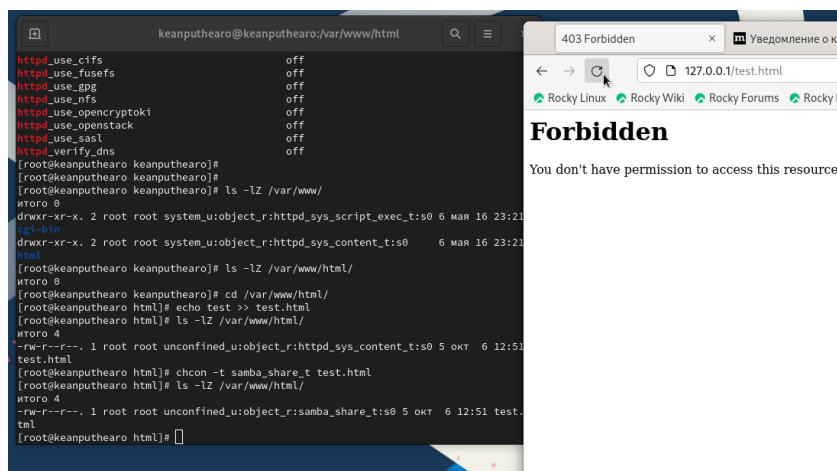 keanputhearo@keanputhearo:/var/www/html
httpd_use_cifs off
httpd_use_fusefs off
httpd_use_gpg off
httpd_use_nfs off
httpd_use_opencryptoki off
httpd_use_openstack off
httpd_use_sasl off
httpd_verify_dns off
[root@keanputhearo keanputhearo]#
[root@keanputhearo keanputhearo]#
[root@keanputhearo keanputhearo]# ls -lZ /var/www/
итого 0
drwxr-xr-x. 2 root root system_u:object_r:httpd_sys_script_exec_t:s0 6 мая 16 23:21
cgi-bin
drwxr-xr-x. 2 root root system_u:object_r:httpd_sys_content_t:s0 6 мая 16 23:21
html
[root@keanputhearo keanputhearo]# ls -lZ /var/www/html/
итого 0
[root@keanputhearo keanputhearo]# cd /var/www/html/
[root@keanputhearo html]# echo test >> test.html
[root@keanputhearo html]# ls -lZ /var/www/html/
итого 4
-rw-r--r--. 1 root root unconfined_u:object_r:httpd_sys_content_t:s0 5 окт 6 12:51
test.html
[root@keanputhearo html]# chcon -t samba_share_t test.html
[root@keanputhearo html]# ls -lZ /var/www/html/
итого 4
-rw-r--r--. 1 root root unconfined_u:object_r:samba_share_t:s0 5 окт 6 12:51 test.
tml
[root@keanputhearo html]#
403 Forbidden × m Уведомление о к
127.0.0.1/test.html
Rocky Linux Rocky Wiki Rocky Forums Rocky
Forbidden
You don't have permission to access this resource